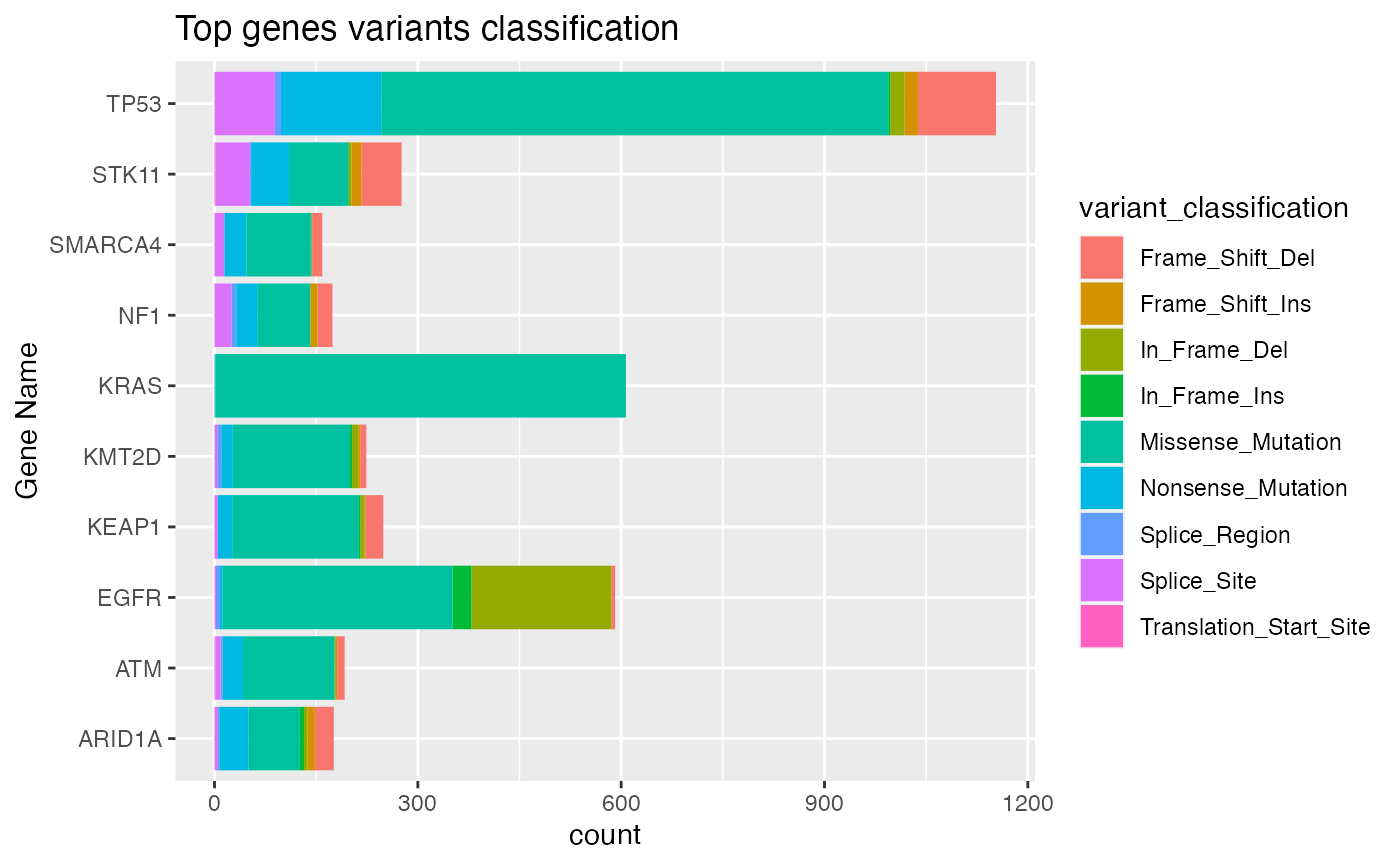 Top genes variants classification
TP53
STK11
SMARCA4
NF1
KRAS
KMT2D
KEAP1
EGFR
ATM
ARID1A
Gene Name
0 300 600 900 1200
count
variant_classification
Frame_Shift_Del
Frame_Shift_Ins
In_Frame_Del
In_Frame_Ins
Missense_Mutation
Nonsense_Mutation
Splice_Region
Splice_Site
Translation_Start_Site